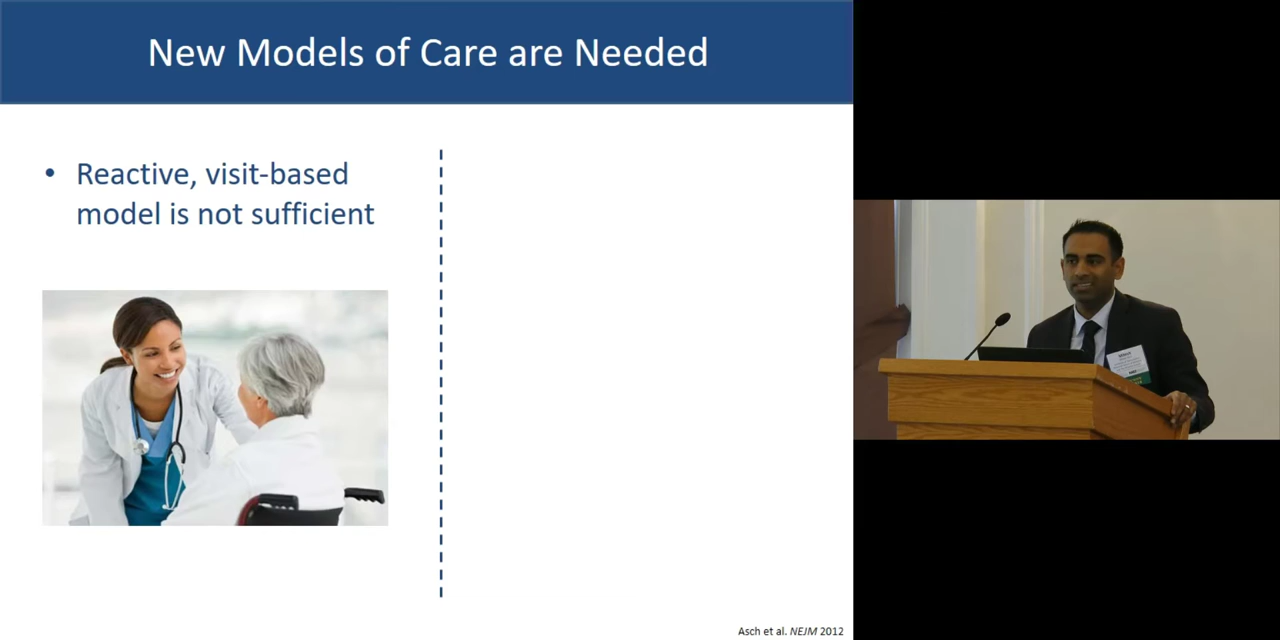 New Models of Care are Needed
• Reactive, visit-based
model is not sufficient
Asch et al. NEJM 2012